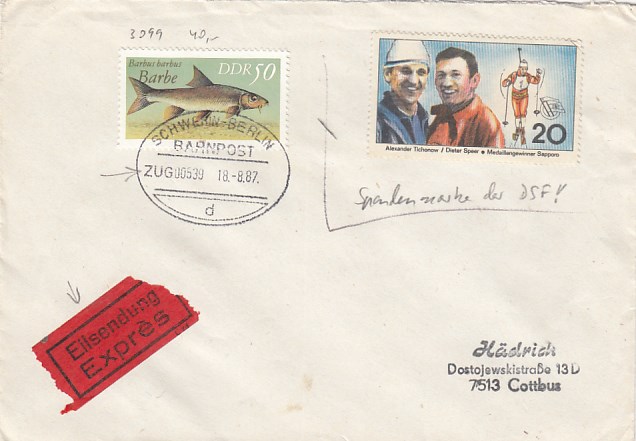 3099 40,-
Barbus barbus
Barbe
DDR 50
SCHWERIN-BERLIN
BAHNPOST
ZUG 00539 18.-8.87.
d
Alexander Tichonow / Dieter Speer • Medaillengewinner Sapporo
20
Spendenmarke der DSF!!
Eilsendung
Exprès
Hädrich
Dostojewskistraße 13 D
7513 Cottbus